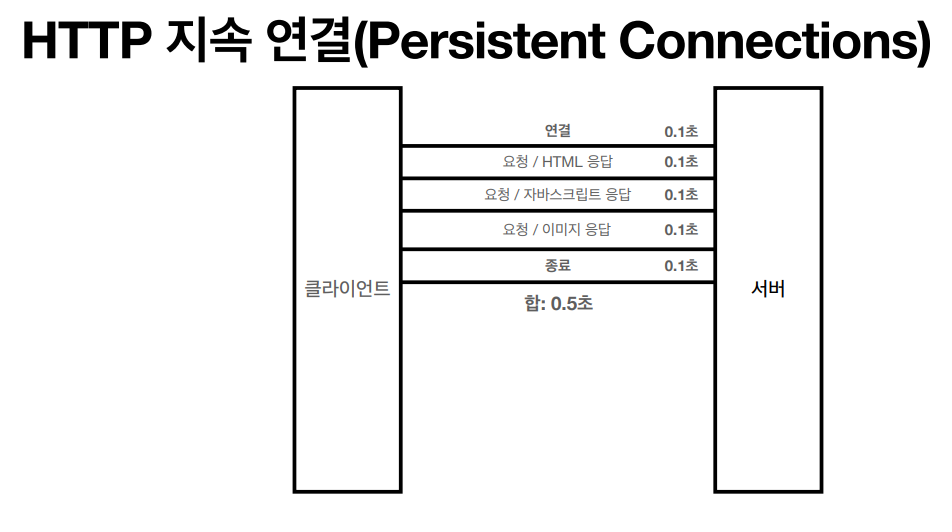 HTTP 지속 연결(Persistent Connections)
연결 0.1초
요청 / HTML 응답 0.1초
요청 / 자바스크립트 응답 0.1초
요청 / 이미지 응답 0.1초
종료 0.1초
클라이언트
서버
합: 0.5초